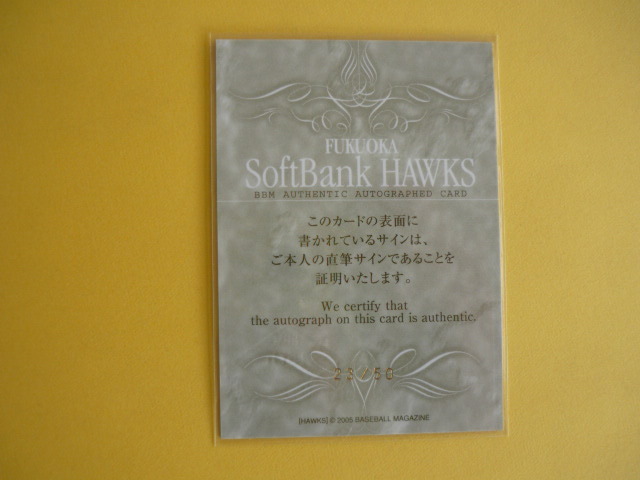 FUKUOKA
SoftBank HAWKS
BBM AUTHENTIC AUTOGRAPHED CARD
このカードの表面に
書かれているサインは、
ご本人の直筆サインであることを
証明いたします。
We certify that
the autograph on this card is authentic.
23/50
[HAWKS] © 2005 BASEBALL MAGAZINE